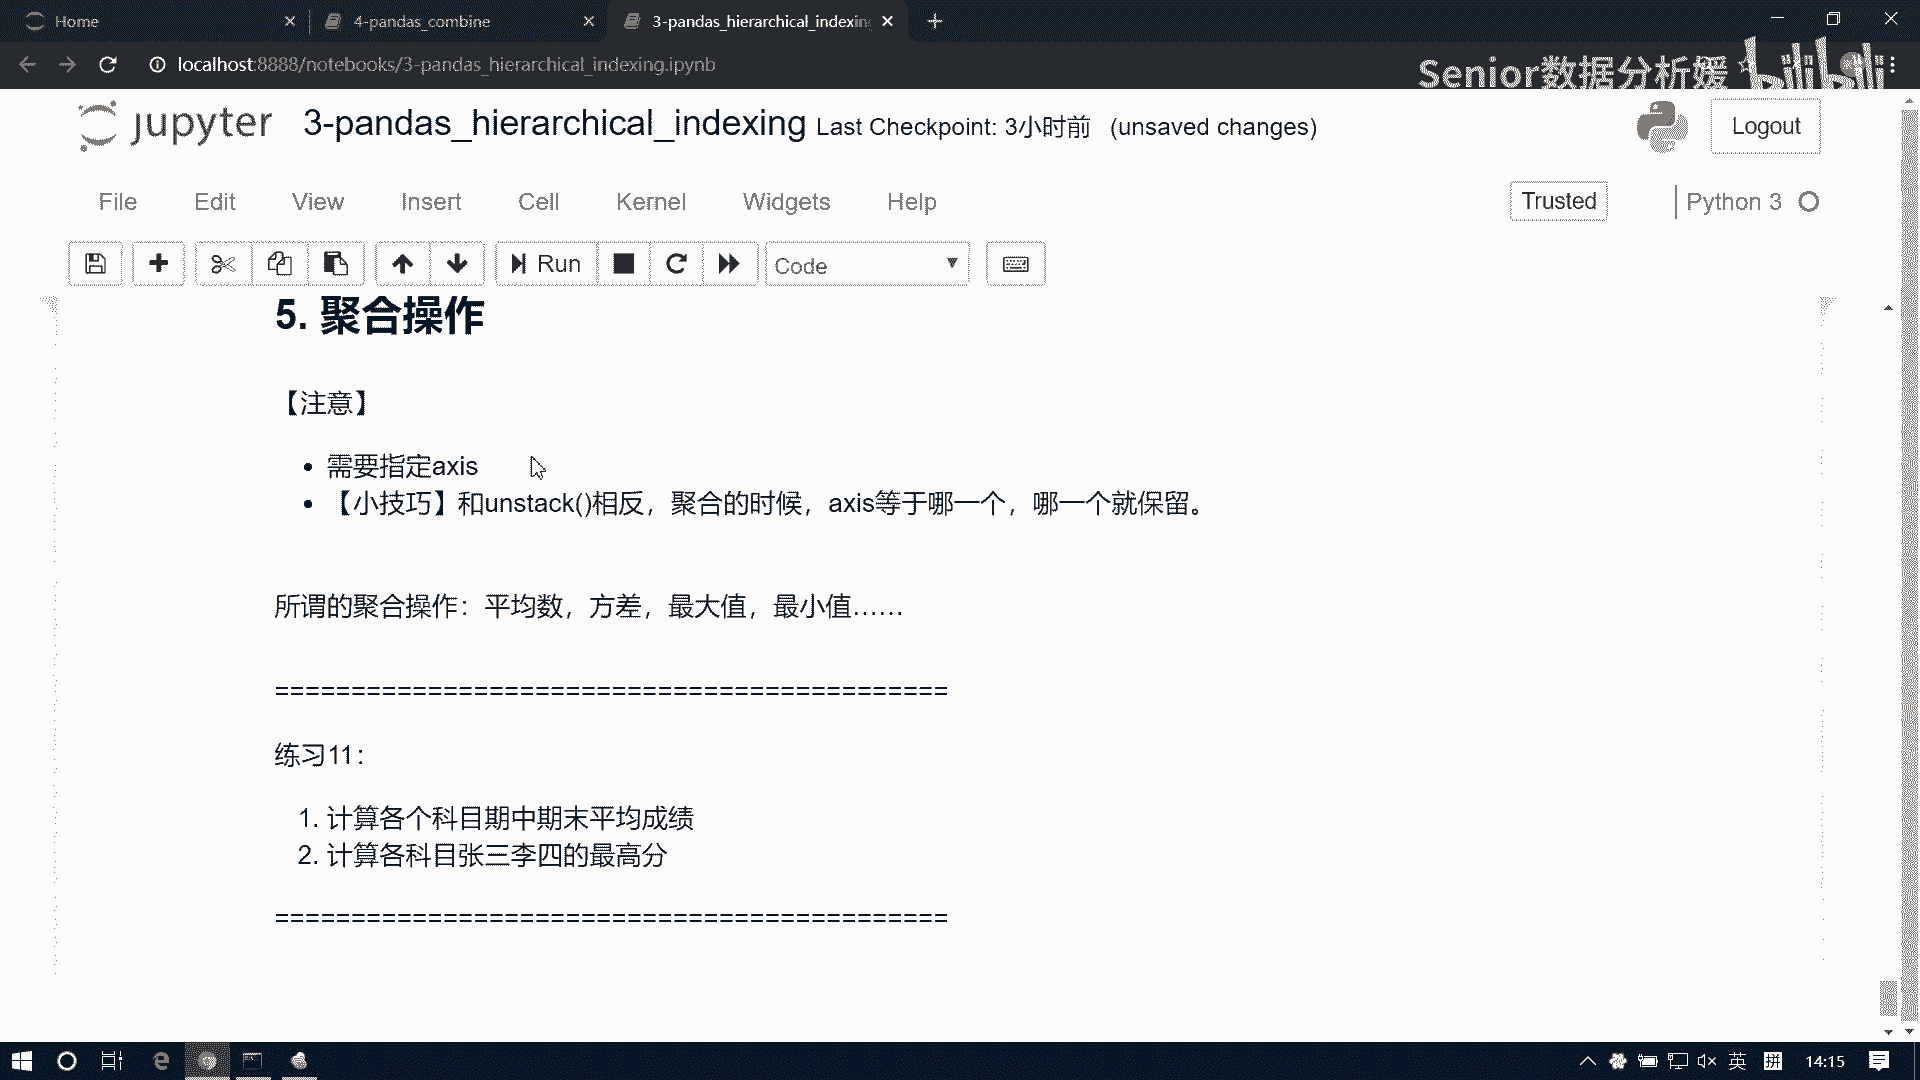 Home
4-pandas_combine
3-pandas_hierarchical_indexing
localhost:8888/notebooks/3-pandas_hierarchical_indexing.ipynb
Senior数据分析媛 bilibili
jupyter 3-pandas_hierarchical_indexing Last Checkpoint: 3小时前 (unsaved changes)
Logout
File Edit View Insert Cell Kernel Widgets Help
Trusted
Python 3
Run
Code
5. 聚合操作
【注意】
• 需要指定axis
• 【小技巧】和unstack()相反，聚合的时候，axis等于哪一个，哪一个就保留。
所谓的聚合操作：平均数，方差，最大值，最小值……
============================================
练习11：
1. 计算各个科目期中期末平均成绩
2. 计算各科目张三李四的最高分
============================================
英
拼
14:15